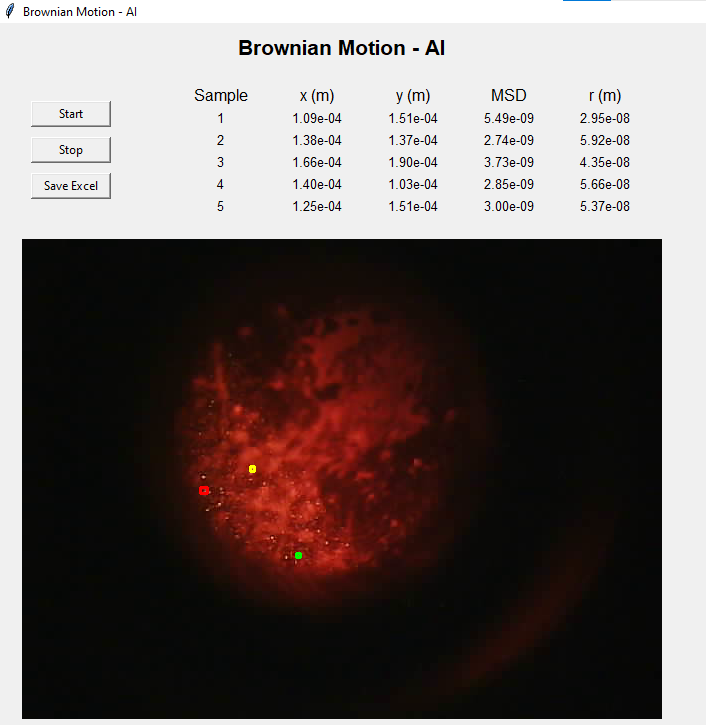 Brownian Motion - AI
Brownian Motion - AI
Start
Stop
Save Excel
Sample x (m) y (m) MSD r (m)
1 1.09e-04 1.51e-04 5.49e-09 2.95e-08
2 1.38e-04 1.37e-04 2.74e-09 5.92e-08
3 1.66e-04 1.90e-04 3.73e-09 4.35e-08
4 1.40e-04 1.03e-04 2.85e-09 5.66e-08
5 1.25e-04 1.51e-04 3.00e-09 5.37e-08